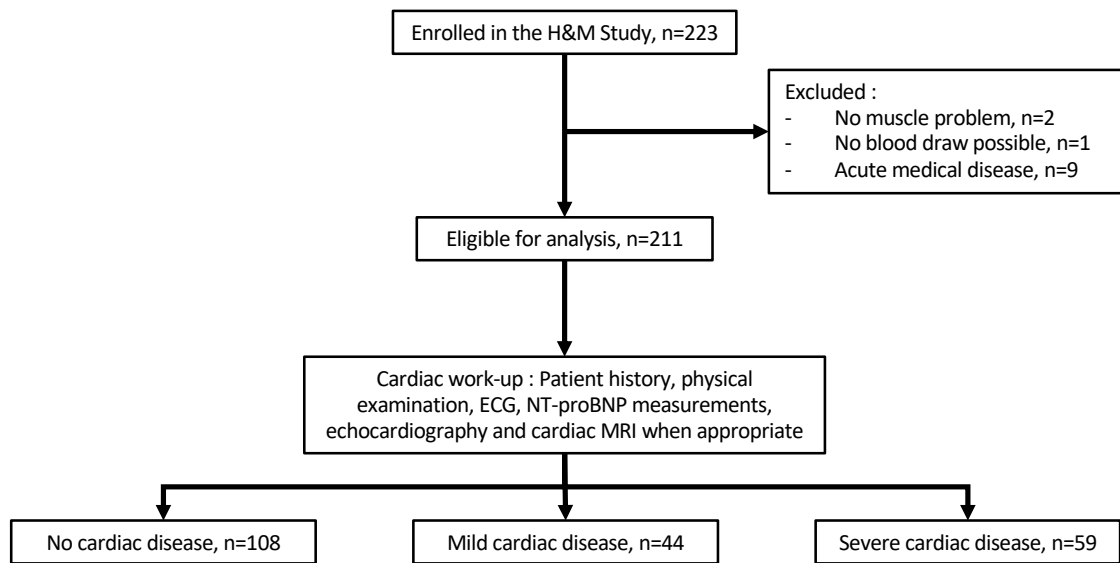 Enrolled in the H&M Study, n=223
Excluded :
- No muscle problem, n=2
- No blood draw possible, n=1
- Acute medical disease, n=9
Eligible for analysis, n=211
Cardiac work-up : Patient history, physical
examination, ECG, NT-proBNP measurements,
echocardiography and cardiac MRI when appropriate
No cardiac disease, n=108
Mild cardiac disease, n=44
Severe cardiac disease, n=59